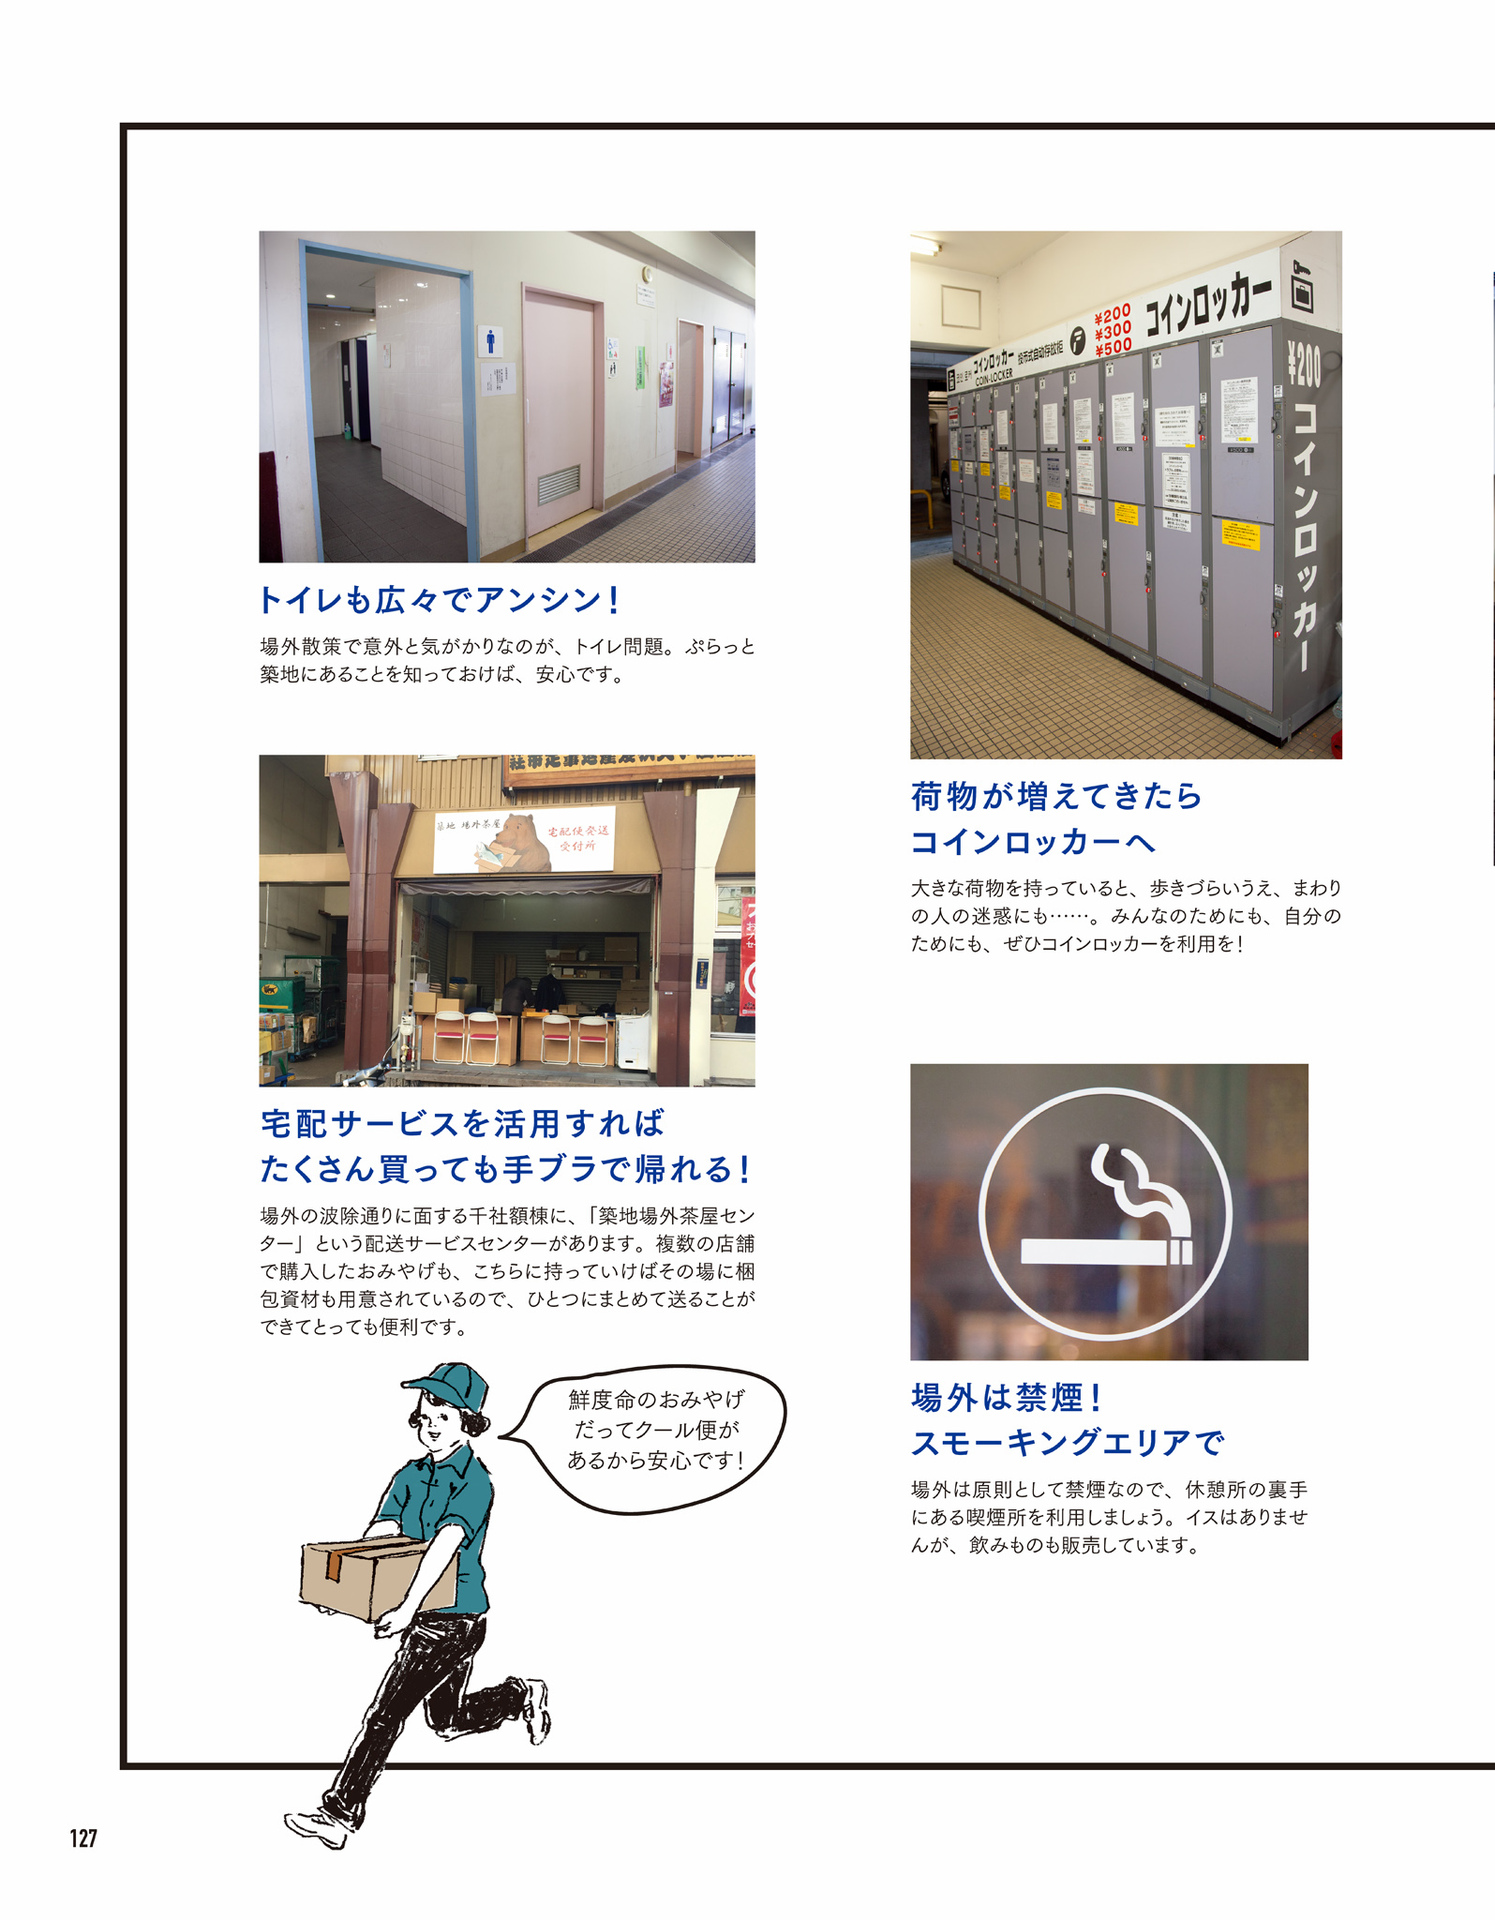 トイレも広々でアンシン！
場外散策で意外と気がかりなのが、トイレ問題。ぷらっと
築地にあることを知っておけば、安心です。
社市定場築
築地 場外茶屋
宅配便発送
受付所
宅配サービスを活用すれば
たくさん買っても手ブラで帰れる！
場外の波除通りに面する千社額棟に、「築地場外茶屋セン
ター」という配送サービスセンターがあります。複数の店舗
で購入したおみやげも、こちらに持っていけばその場に梱
包資材も用意されているので、ひとつにまとめて送ることが
できてとっても便利です。
鮮度命のおみやげ
だってクール便が
あるから安心です！
コインロッカー
COIN-LOCKER
投币式自动存放柜
¥200
¥300
¥500
コインロッカー
¥200 コインロッカー
荷物が増えてきたら
コインロッカーへ
大きな荷物を持っていると、歩きづらいうえ、まわり
の人の迷惑にも……。みんなのためにも、自分の
ためにも、ぜひコインロッカーを利用を！
場外は禁煙！
スモーキングエリアで
場外は原則として禁煙なので、休憩所の裏手
にある喫煙所を利用しましょう。イスはありませ
んが、飲みものも販売しています。
127